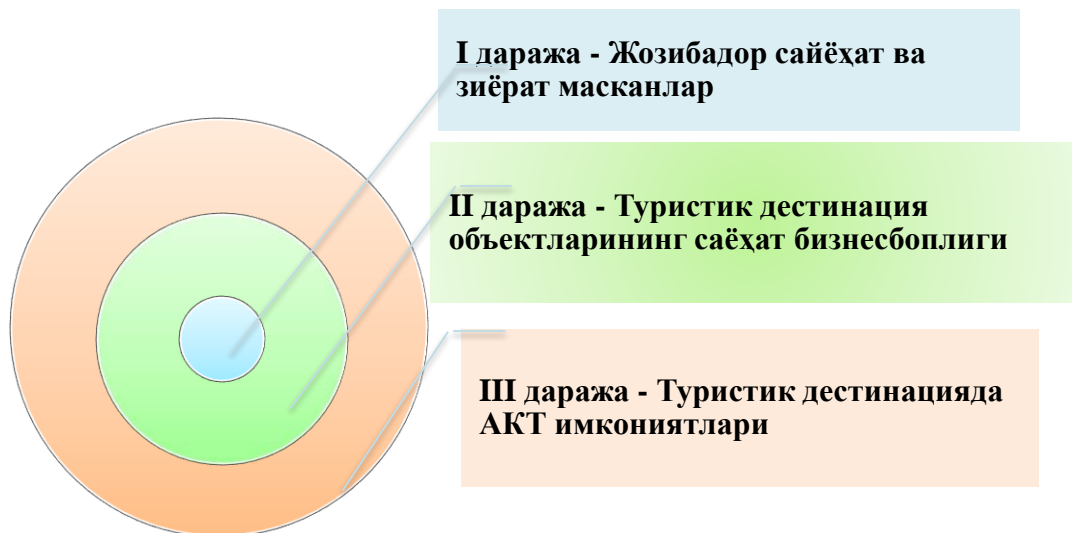 I даража - Жозибадор сайёҳат ва
зиёрат масканлар
II даража - Туристик дестинация
объектларининг саёҳат бизнесбоплиги
III даража - Туристик дестинацияда
АКТ имкониятлари